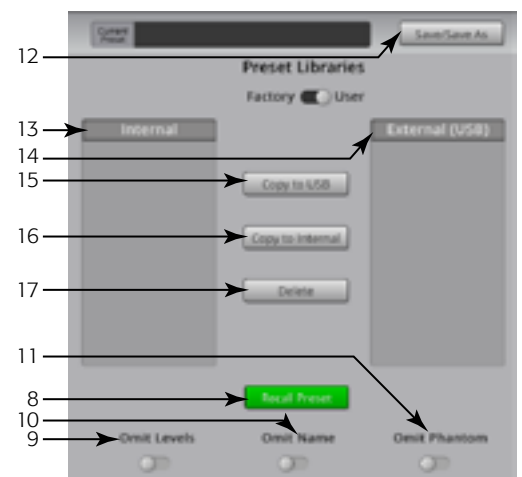 Current Preset
Save/Save As
12
Preset Libraries
Factory User
13
Internal
External (USB)
14
15
Copy to USB
16
Copy to Internal
17
Delete
11
8
Recall Preset
10
9
Omit Levels
Omit Name
Omit Phantom